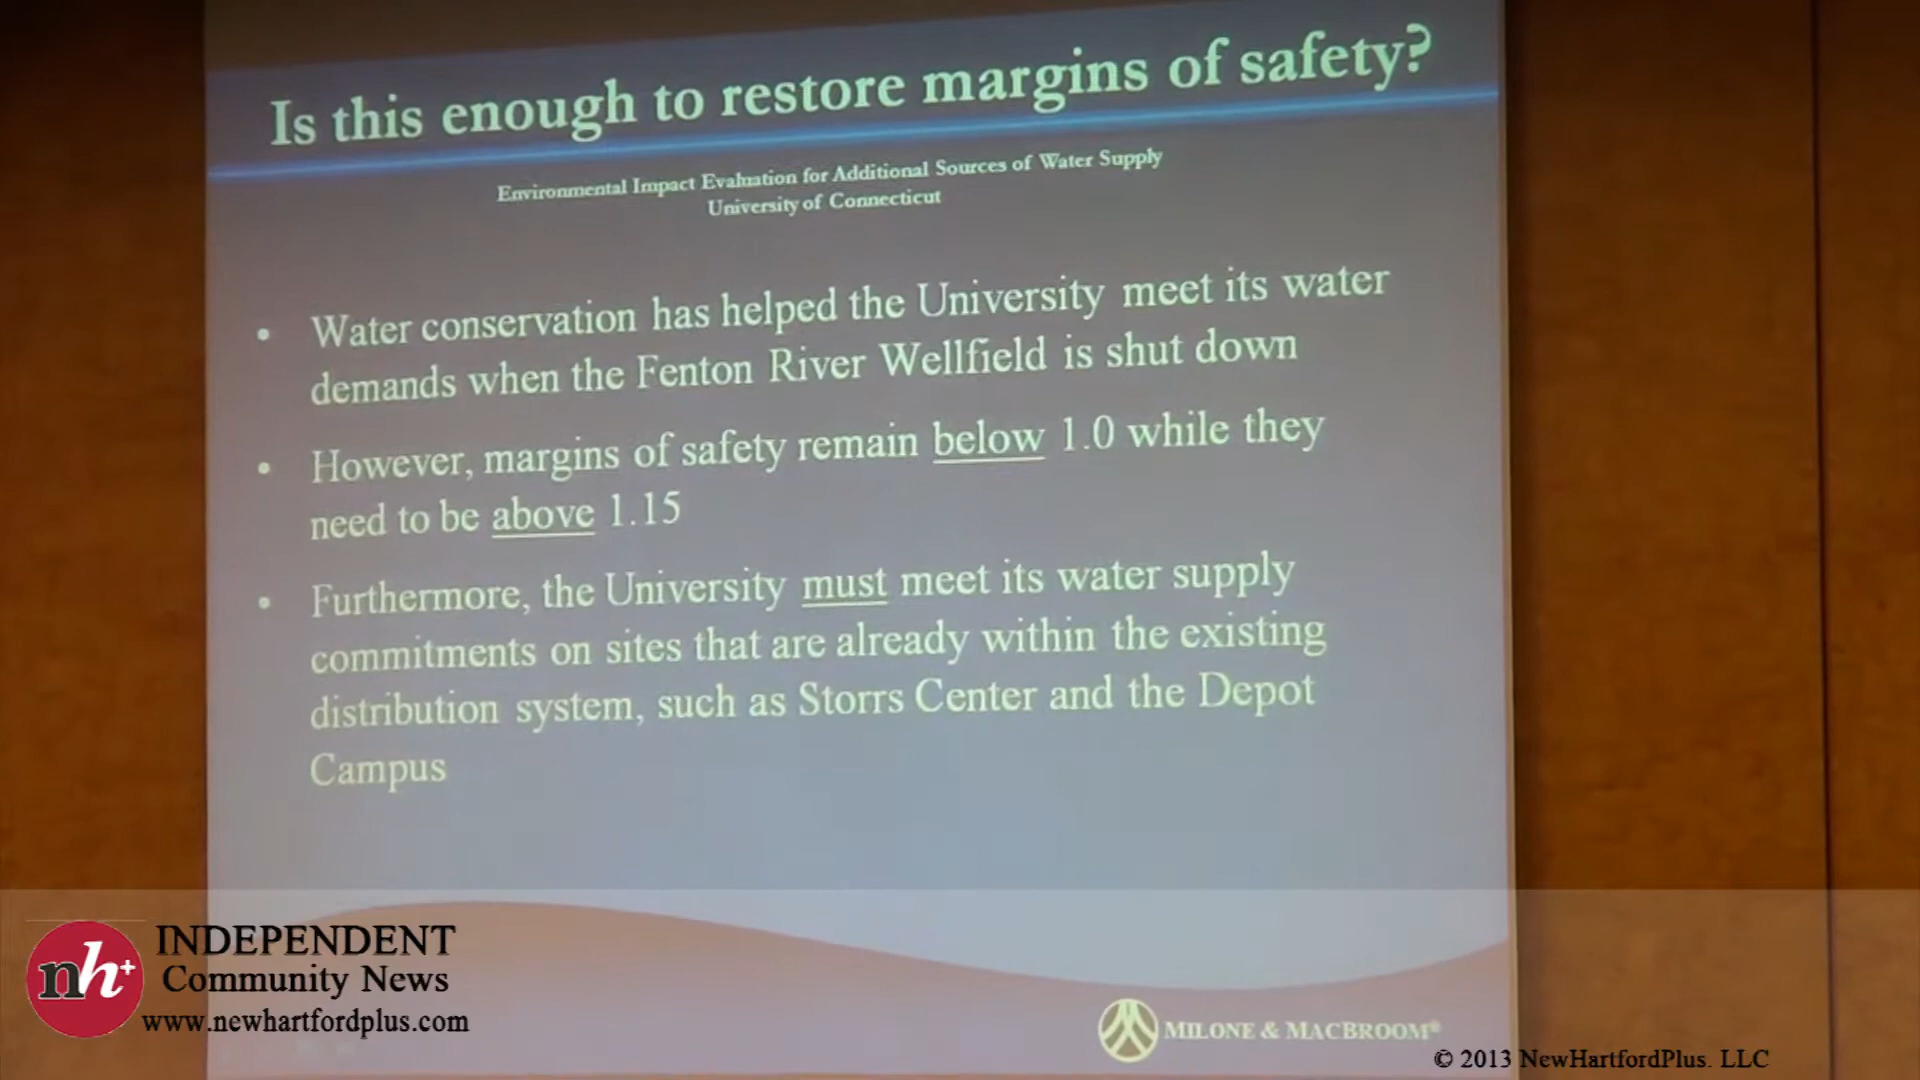 Is this enough to restore margins of safety?
Environmental Impact Evaluation for Additional Sources of Water Supply
University of Connecticut
• Water conservation has helped the University meet its water
demands when the Fenton River Wellfield is shut down
• However, margins of safety remain below 1.0 while they
need to be above 1.15
• Furthermore, the University must meet its water supply
commitments on sites that are already within the existing
distribution system, such as Storrs Center and the Depot
Campus
MILONE & MACBROOM®
nh+
INDEPENDENT
Community News
www.newhartfordplus.com
© 2013 NewHartfordPlus. LLC